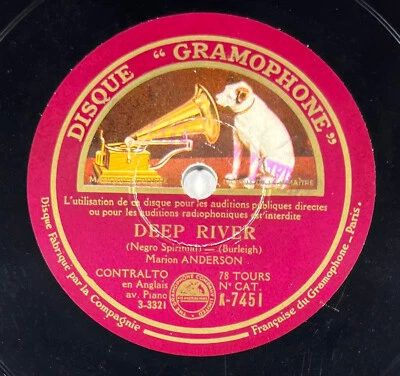 DISQUE “ GRAMOPHONE ”
L'utilisation de ce disque pour les auditions publiques directes
ou pour les auditions radiophoniques est interdite
DEEP RIVER
(Negro Spiritual) — (Burleigh)
Marion ANDERSON
CONTRALTO
en Anglais
av. Piano
3-3321
78 TOURS
N° CAT.
K-7451
Disque Fabriqué par la Compagnie Française du Gramophone - Paris.